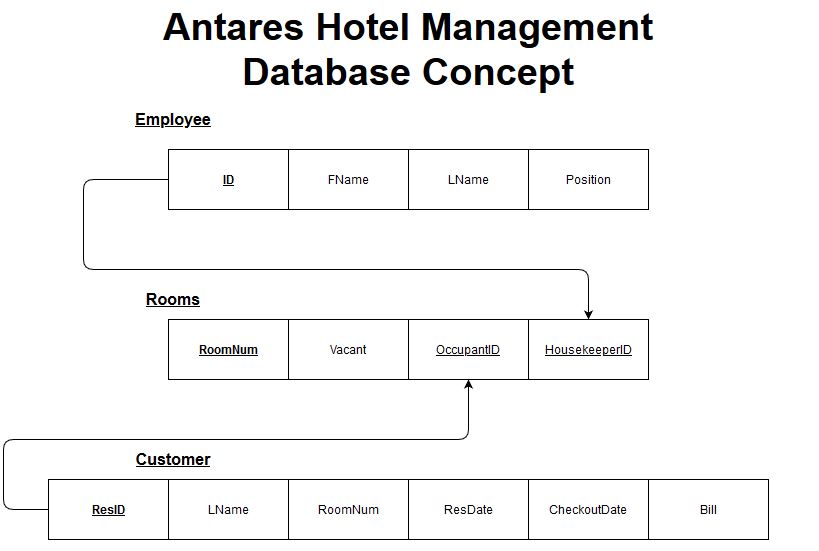 Antares Hotel Management
Database Concept
Employee
ID FName LName Position
Rooms
RoomNum Vacant OccupantID HousekeeperID
Customer
ResID LName RoomNum ResDate CheckoutDate Bill